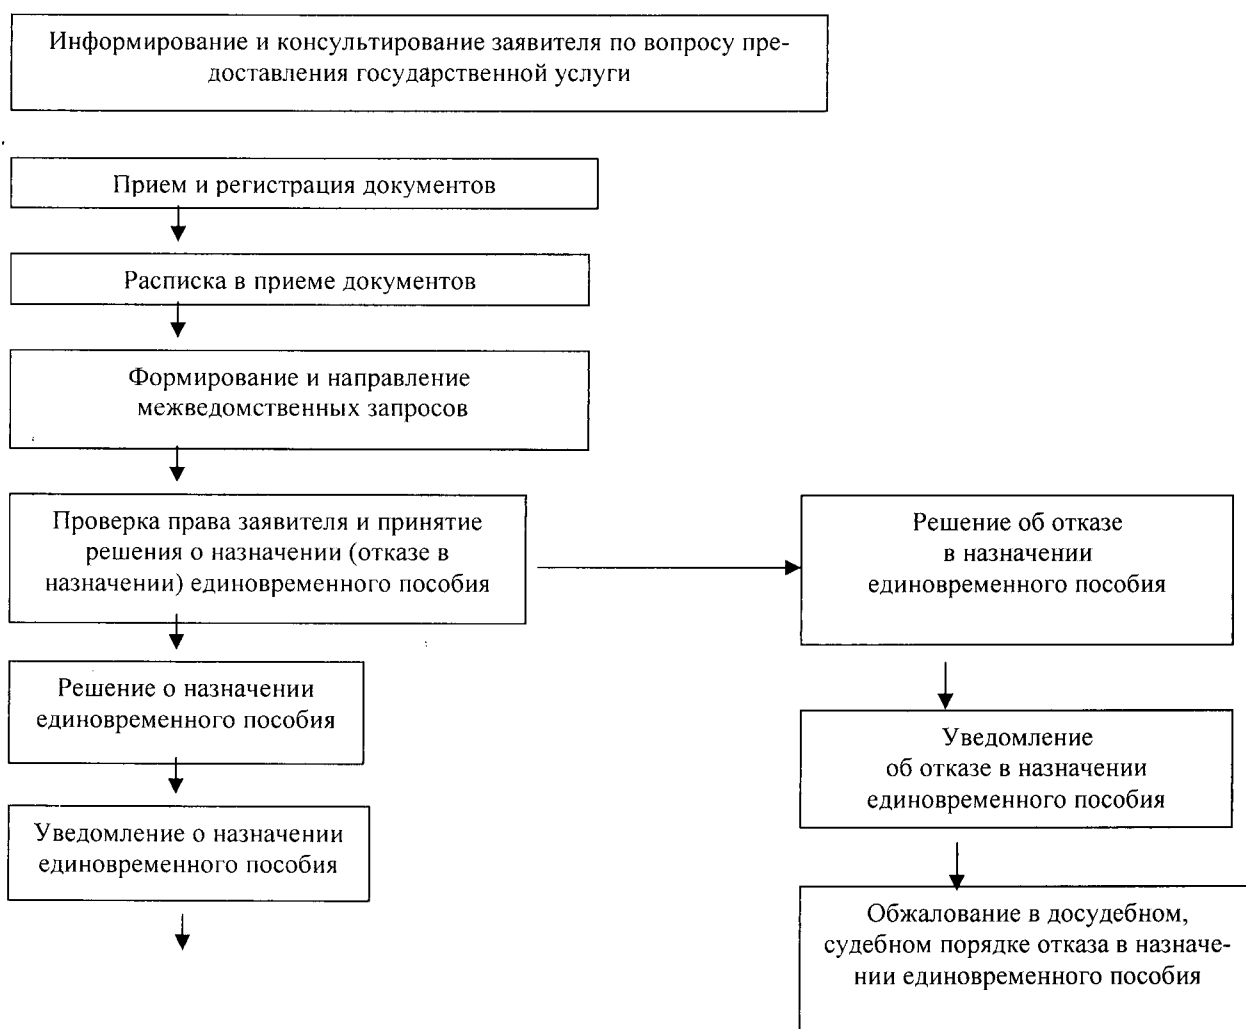 Информирование и консультирование заявителя по вопросу пре-
доставления государственной услуги
Прием и регистрация документов
Расписка в приеме документов
Формирование и направление
межведомственных запросов
Проверка права заявителя и принятие
решения о назначении (отказе в
назначении) единовременного пособия
Решение об отказе
в назначении
единовременного пособия
Решение о назначении
единовременного пособия
Уведомление
об отказе в назначении
единовременного пособия
Уведомление о назначении
единовременного пособия
Обжалование в досудебном,
судебном порядке отказа в назначе-
нии единовременного пособия